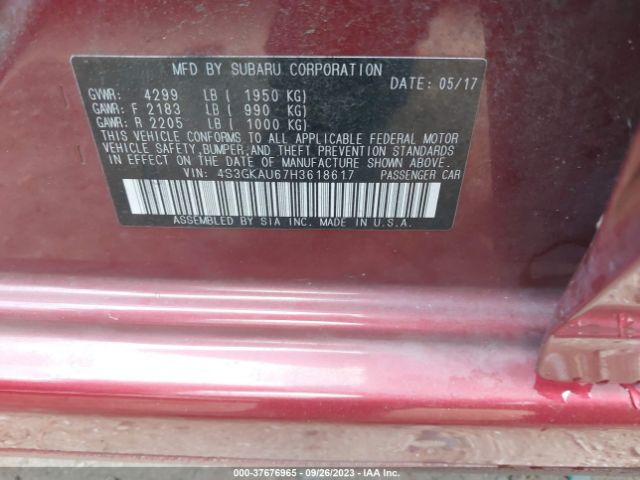 MFD BY SUBARU CORPORATION
DATE: 05/17
GVWR: 4299 LB ( 1950 KG)
GAWR: F 2183 LB ( 990 KG)
GAWR: R 2205 LB ( 1000 KG)
THIS VEHICLE CONFORMS TO ALL APPLICABLE FEDERAL MOTOR
VEHICLE SAFETY, BUMPER, AND THEFT PREVENTION STANDARDS
IN EFFECT ON THE DATE OF MANUFACTURE SHOWN ABOVE.
VIN: 4S3GKAU67H3618617 PASSENGER CAR
ASSEMBLED BY SIA INC. MADE IN U.S.A.
000-37676965 - 09/26/2023 - IAA Inc.